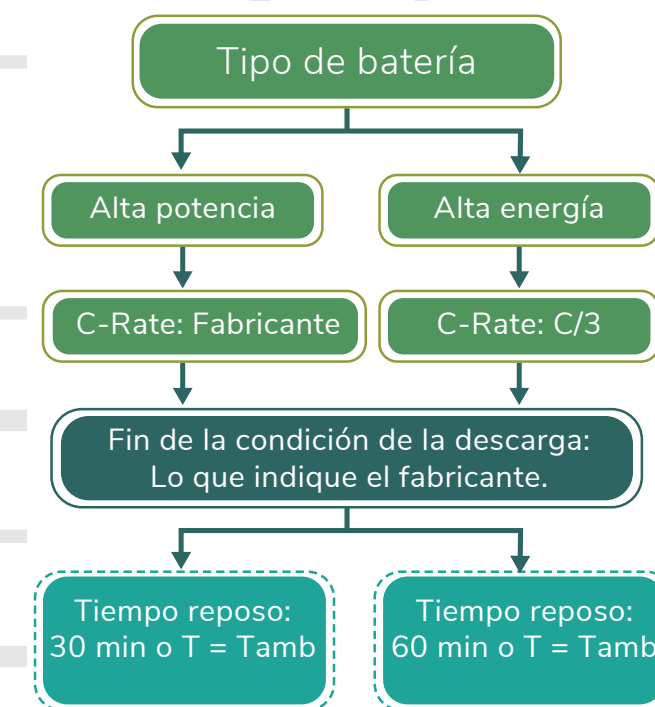 Tipo de batería
Alta potencia
Alta energía
C-Rate: Fabricante
C-Rate: C/3
Fin de la condición de la descarga:
Lo que indique el fabricante.
Tiempo reposo:
30 min o T = Tamb
Tiempo reposo:
60 min o T = Tamb